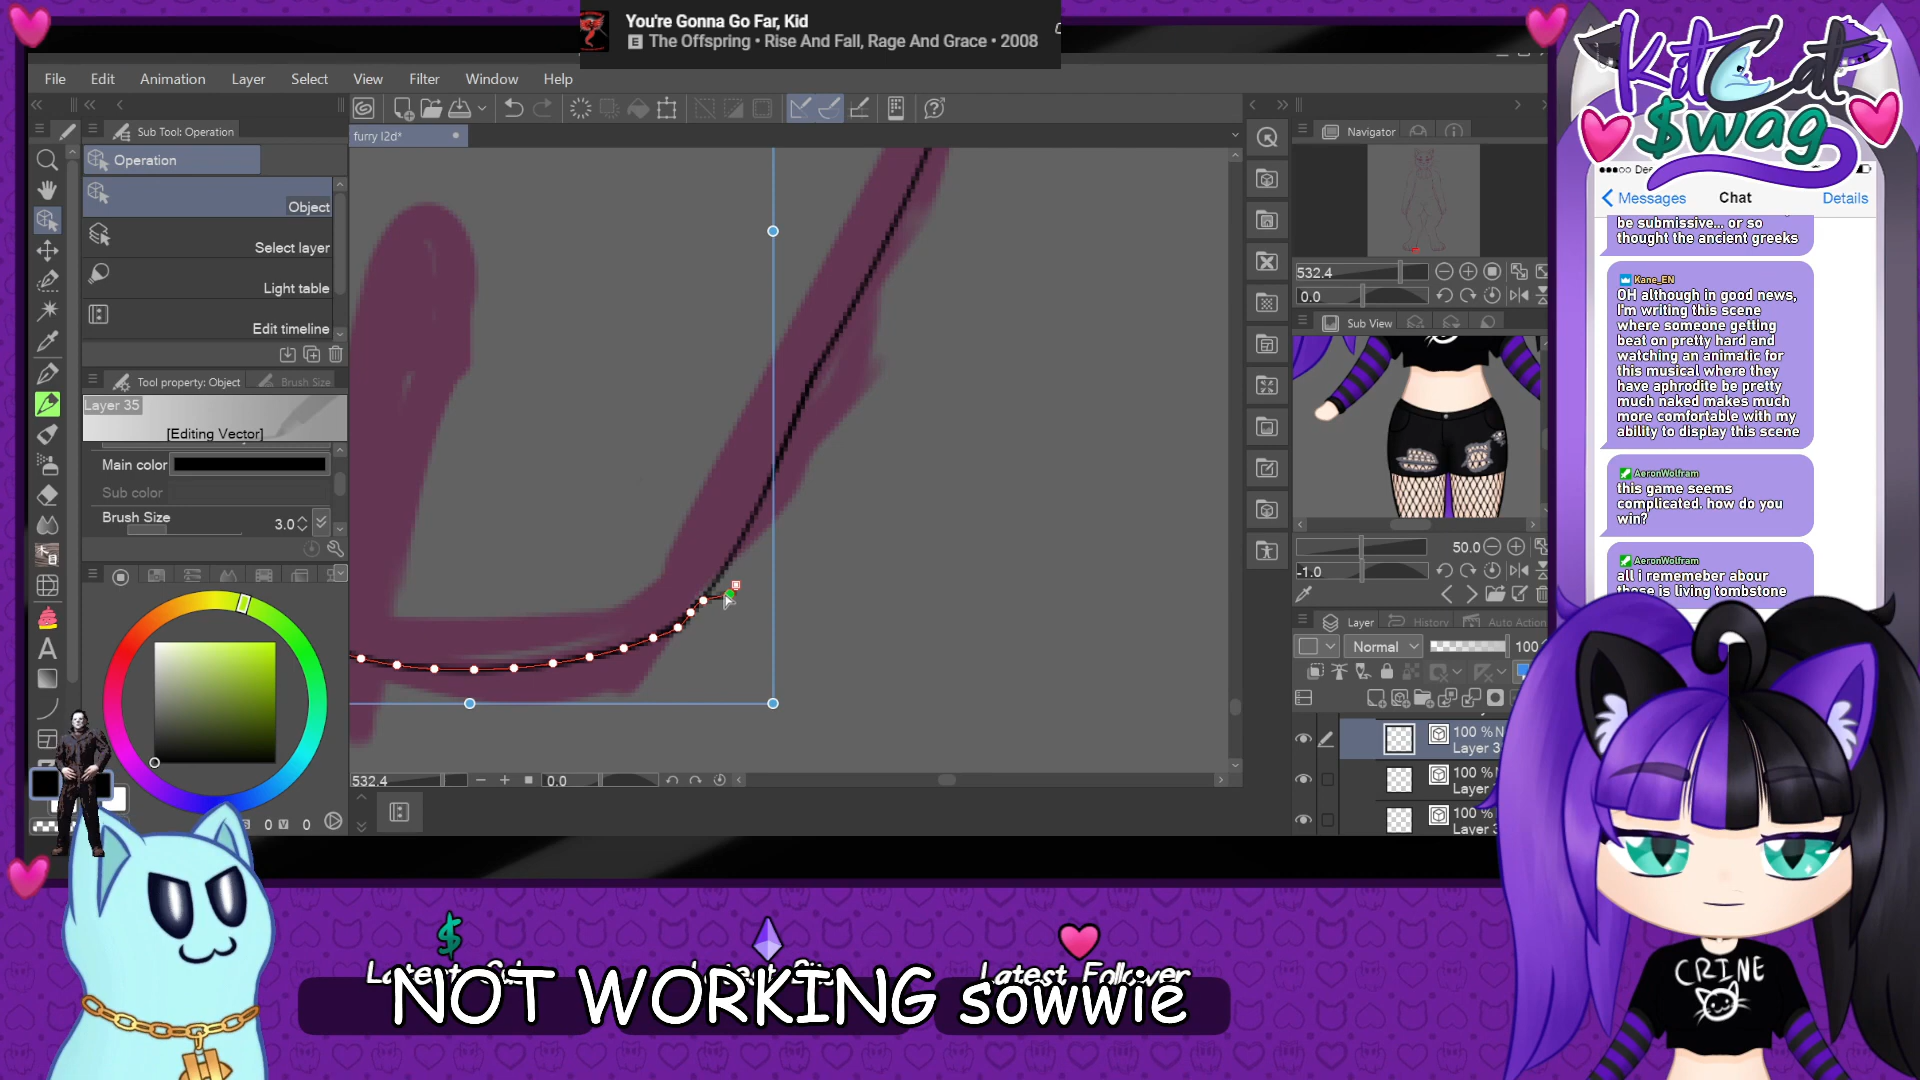 You're Gonna Go Far, Kid
E The Offspring • Rise And Fall, Rage And Grace • 2008
File Edit Animation Layer Select View Filter Window Help
furry l2d*
Sub Tool: Operation
Operation
Object
Select layer
Light table
Edit timeline
Tool property: Object
Brush Size
Layer 35
[Editing Vector]
Main color
Sub color
Brush Size
3.0
0 V 0
532.4
0.0
Navigator
532.4
0.0
Sub View
50.0
-1.0
Layer
History
Auto Action
Normal
100
100 % N
Layer 3
100 %
Layer
100 %
Layer 3
KitCat
$wag
Messages
Chat
Details
be submissive... or so
thought the ancient greeks
Kane_EN
OH although in good news,
I'm writing this scene
where someone getting
beat on pretty hard and
watching an animatic for
this musical where they
have aphrodite be pretty
much naked makes much
more comfortable with my
ability to display this scene
AeronWolfram
this game seems
complicated. how do you
win?
AeronWolfram
all i rememeber abour
these is living tombstone
CRINE
Latest
Latest
Latest Follower
NOT WORKING sowwie